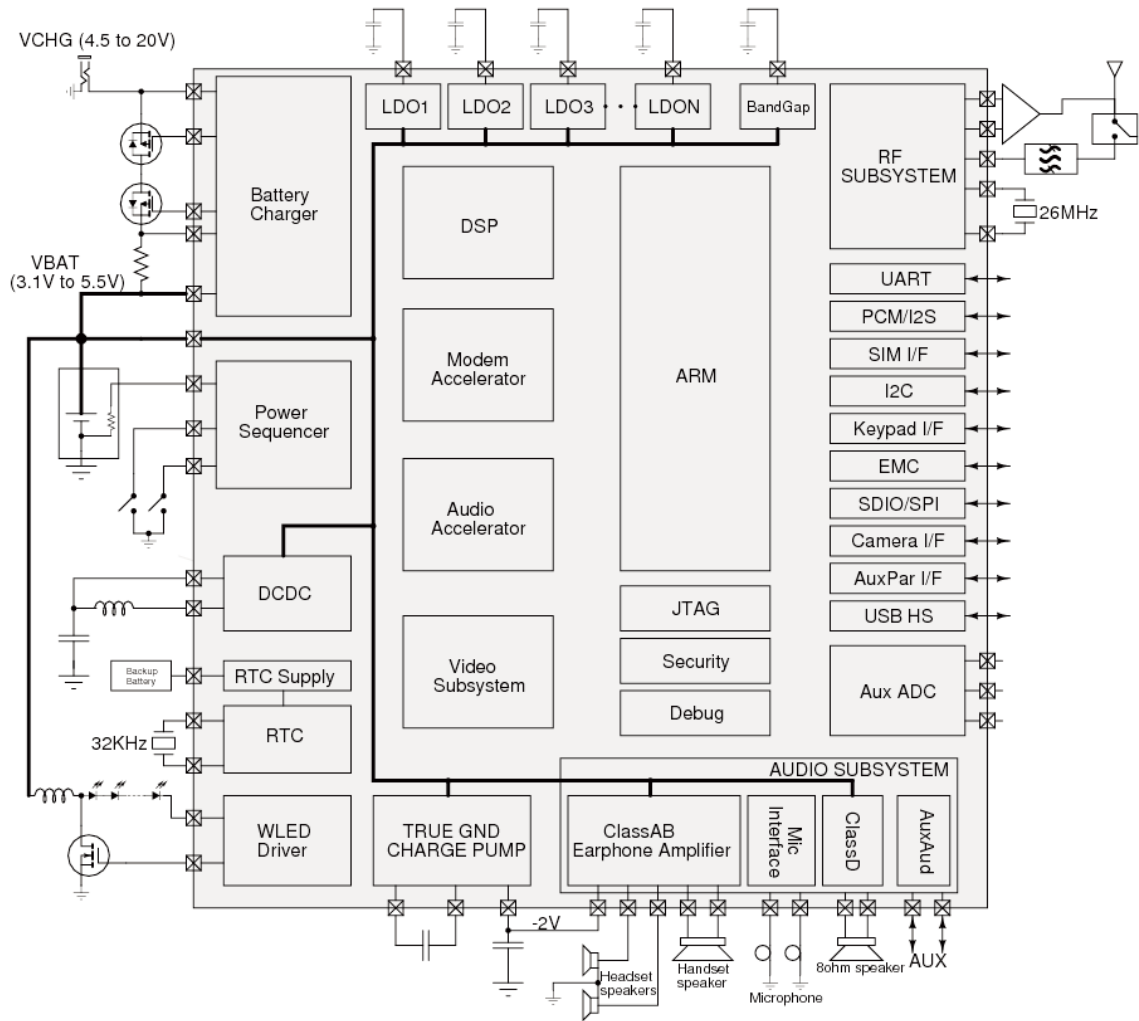 VCHG (4.5 to 20V)
LDO1
LDO2
LDO3
LDON
BandGap
Battery
Charger
DSP
ARM
RF
SUBSYSTEM
26MHz
VBAT
(3.1V to 5.5V)
UART
PCM/I2S
SIM I/F
I2C
Keypad I/F
EMC
SDIO/SPI
Camera I/F
AuxPar I/F
USB HS
Modem
Accelerator
Power
Sequencer
Audio
Accelerator
DCDC
JTAG
Security
Debug
Video
Subsystem
Aux ADC
Backup
Battery
RTC Supply
RTC
32KHz
WLED
Driver
TRUE GND
CHARGE PUMP
AUDIO SUBSYSTEM
ClassAB
Earphone Amplifier
Mic
Interface
ClassD
AuxAud
-2V
Headset
speakers
Handset
speaker
Microphone
8ohm speaker
AUX